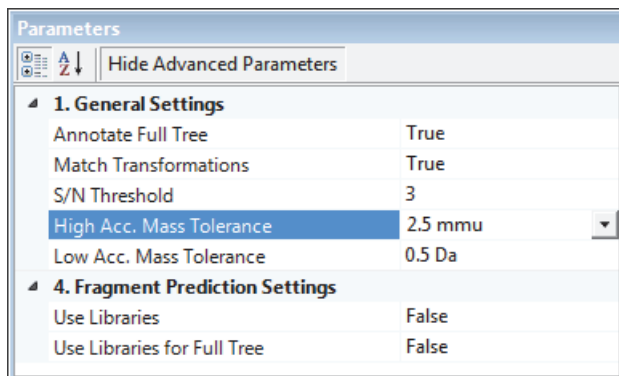 Parameters
A Z Hide Advanced Parameters
1. General Settings
Annotate Full Tree True
Match Transformations True
S/N Threshold 3
High Acc. Mass Tolerance 2.5 mmu
Low Acc. Mass Tolerance 0.5 Da
4. Fragment Prediction Settings
Use Libraries False
Use Libraries for Full Tree False